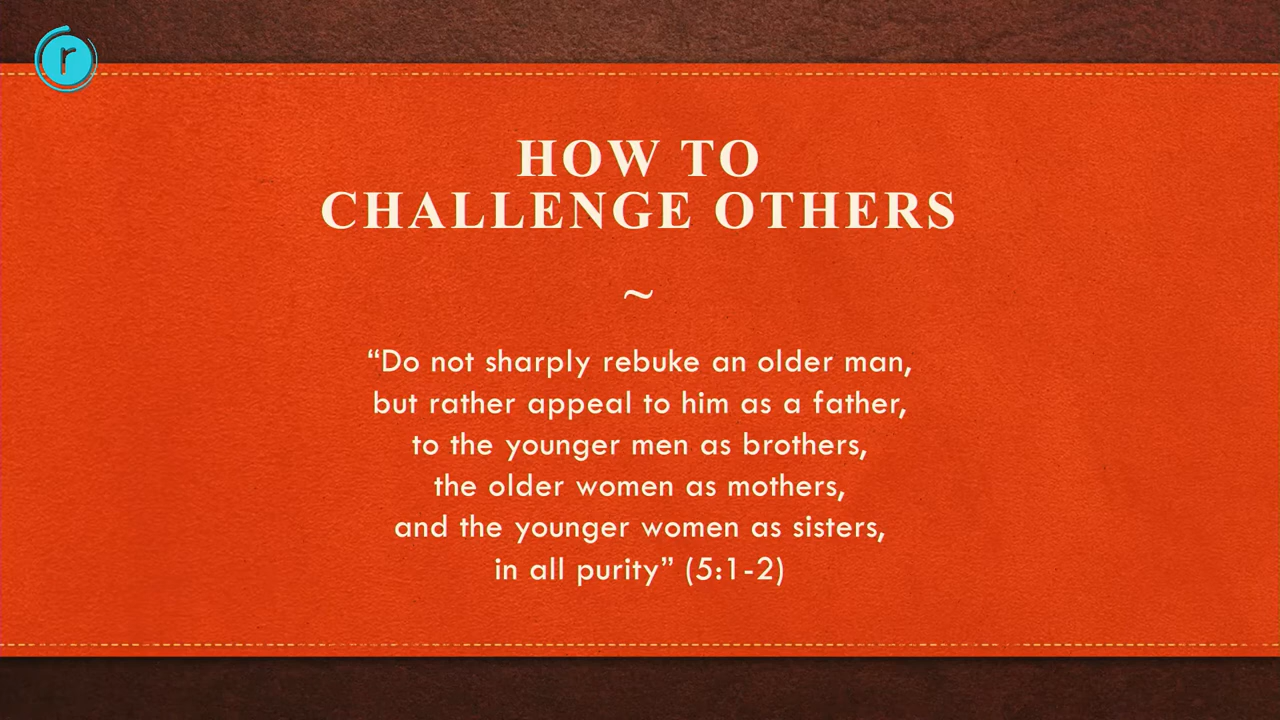 r
HOW TO
CHALLENGE OTHERS
~
“Do not sharply rebuke an older man,
but rather appeal to him as a father,
to the younger men as brothers,
the older women as mothers,
and the younger women as sisters,
in all purity” (5:1-2)